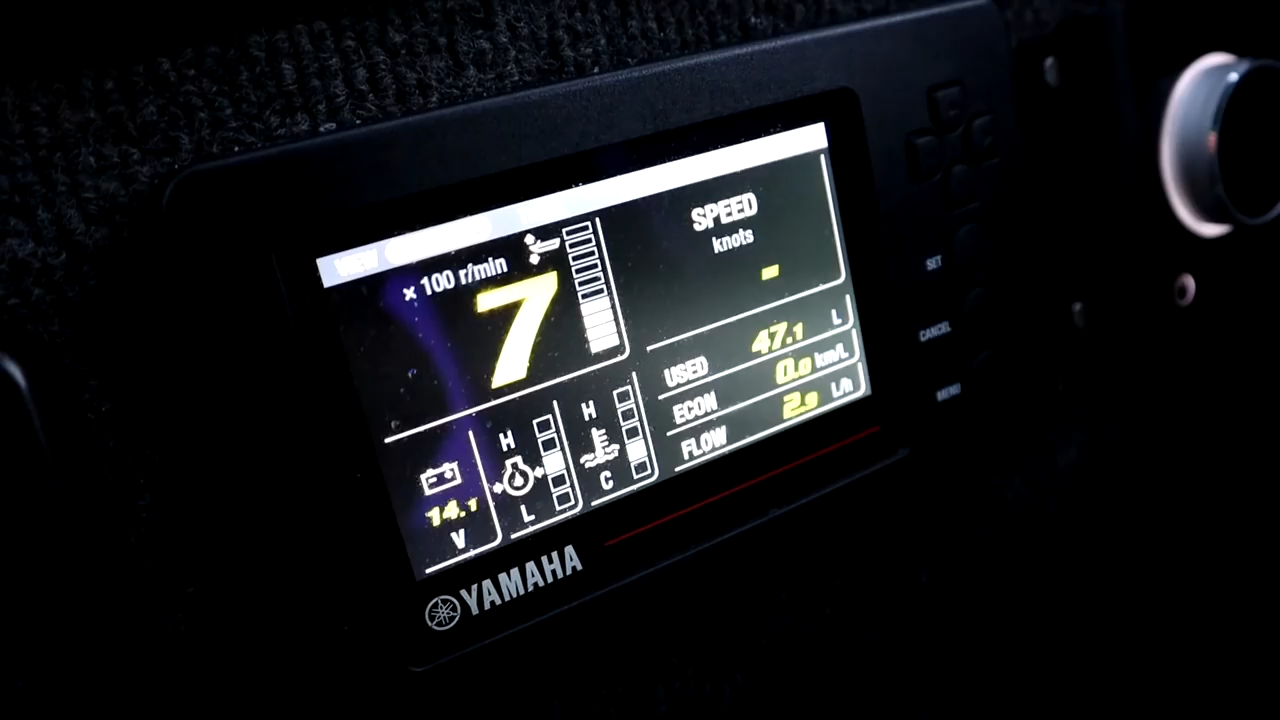 VIEW
× 100 r/min
7
SPEED
knots
-
USED 47.1 L
ECON 0.0 km/L
FLOW 2.9 L/h
H
L
H
C
14.1
V
SET
CANCEL
MENU
YAMAHA